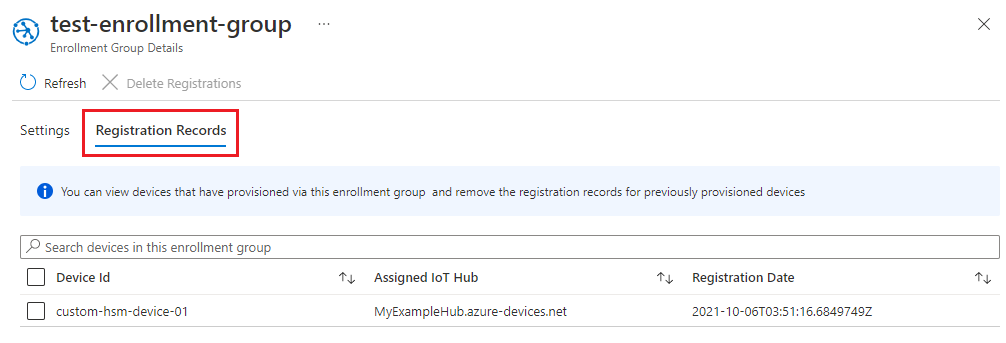 test-enrollment-group ...
Enrollment Group Details
Refresh Delete Registrations
Settings Registration Records
You can view devices that have provisioned via this enrollment group and remove the registration records for previously provisioned devices
Search devices in this enrollment group
Device Id Assigned IoT Hub Registration Date
custom-hsm-device-01 MyExampleHub.azure-devices.net 2021-10-06T03:51:16.6849749Z